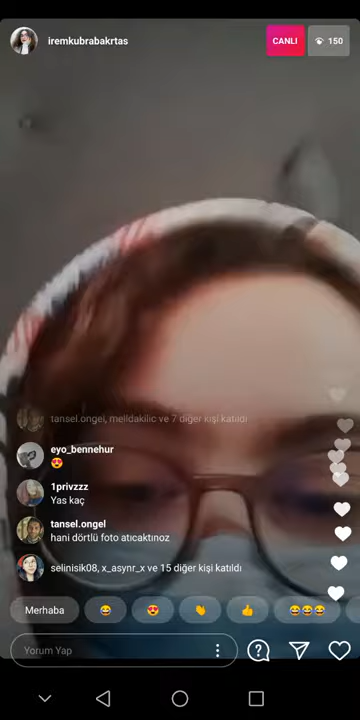 iremkubrabakrtas
CANLI
150
tansel.ongel, melldakilic ve 7 diğer kişi katıldı
eyo_bennehur
😍
1privzzz
Yas kaç
tansel.ongel
hani dörtlü foto atıcaktınoz
selinisik08, x_asynr_x ve 15 diğer kişi katıldı
Merhaba
Yorum Yap